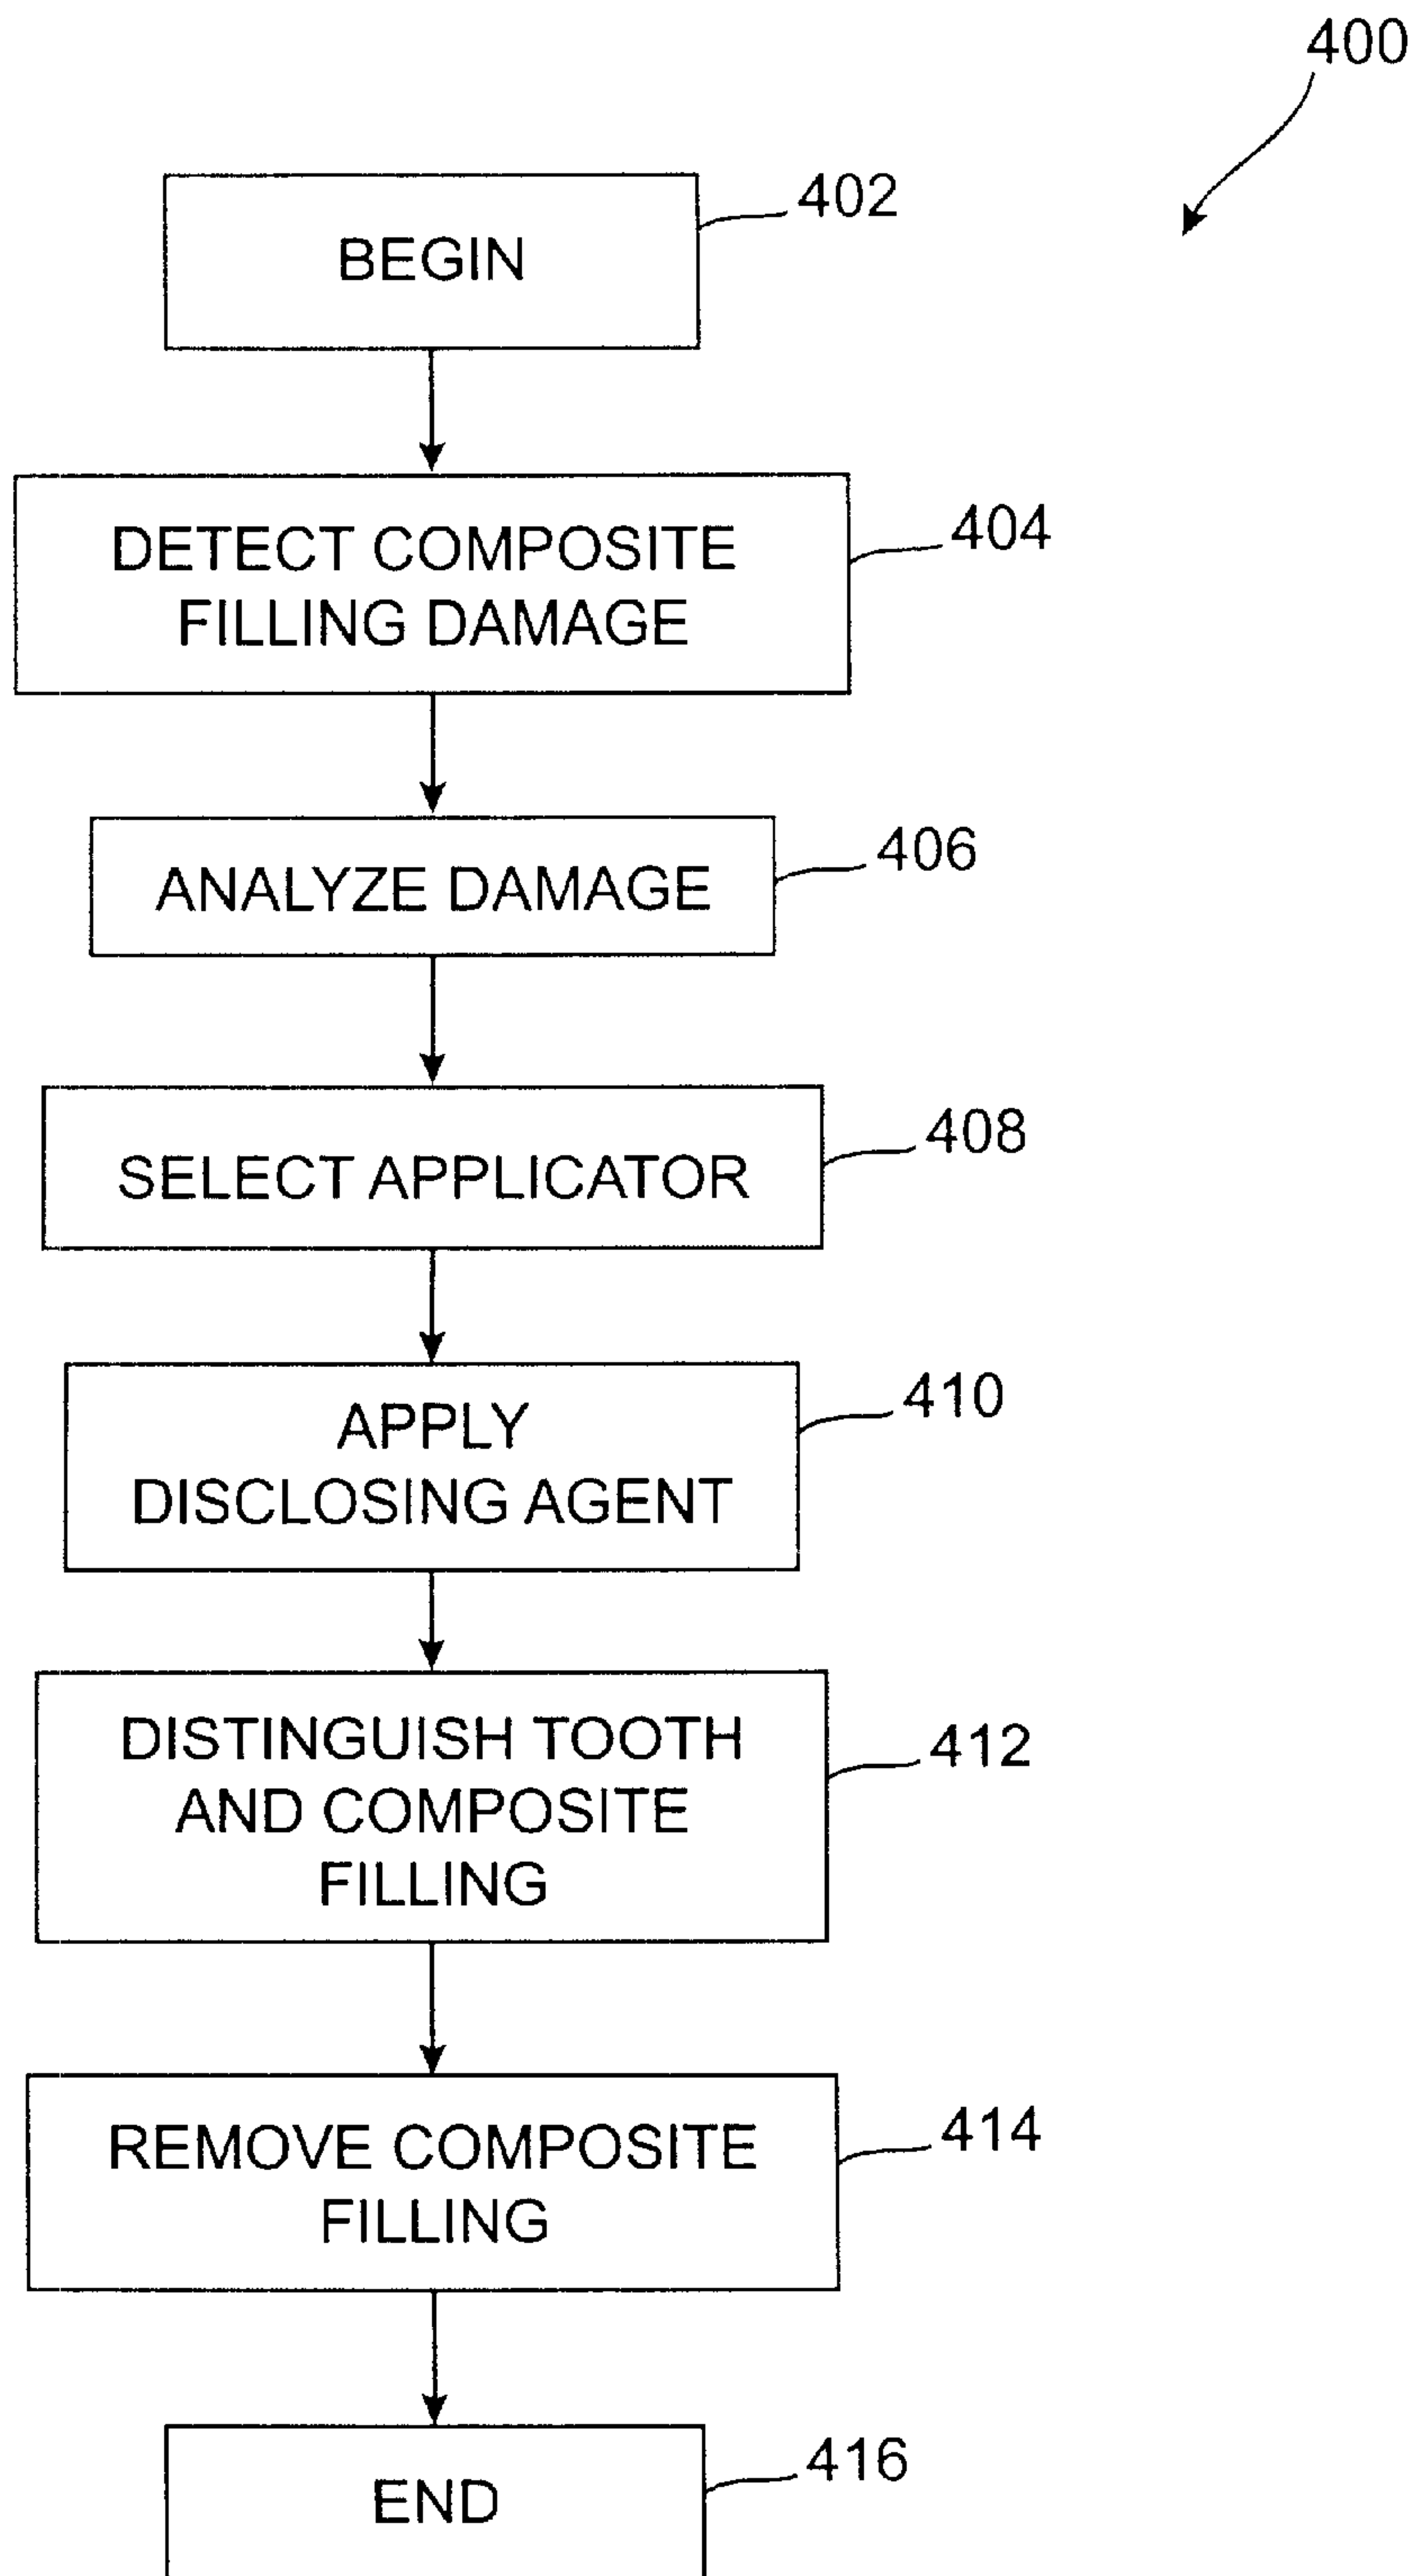 400
402
BEGIN
404
DETECT COMPOSITE
FILLING DAMAGE
406
ANALYZE DAMAGE
408
SELECT APPLICATOR
410
APPLY
DISCLOSING AGENT
412
DISTINGUISH TOOTH
AND COMPOSITE
FILLING
414
REMOVE COMPOSITE
FILLING
416
END